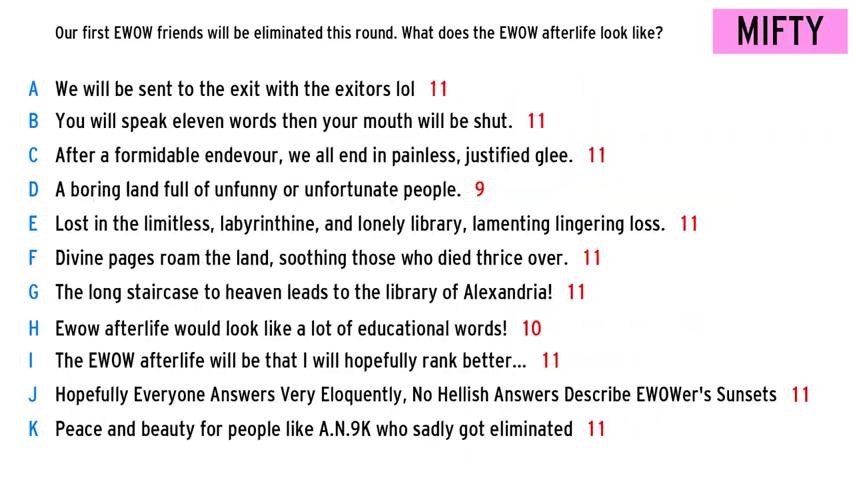 Our first EWOW friends will be eliminated this round. What does the EWOW afterlife look like?
MIFTY
A We will be sent to the exit with the exitors lol 11
B You will speak eleven words then your mouth will be shut. 11
C After a formidable endevour, we all end in painless, justified glee. 11
D A boring land full of unfunny or unfortunate people. 9
E Lost in the limitless, labyrinthine, and lonely library, lamenting lingering loss. 11
F Divine pages roam the land, soothing those who died thrice over. 11
G The long staircase to heaven leads to the library of Alexandria! 11
H Ewow afterlife would look like a lot of educational words! 10
I The EWOW afterlife will be that I will hopefully rank better... 11
J Hopefully Everyone Answers Very Eloquently, No Hellish Answers Describe EWOWer's Sunsets 11
K Peace and beauty for people like A.N.9K who sadly got eliminated 11